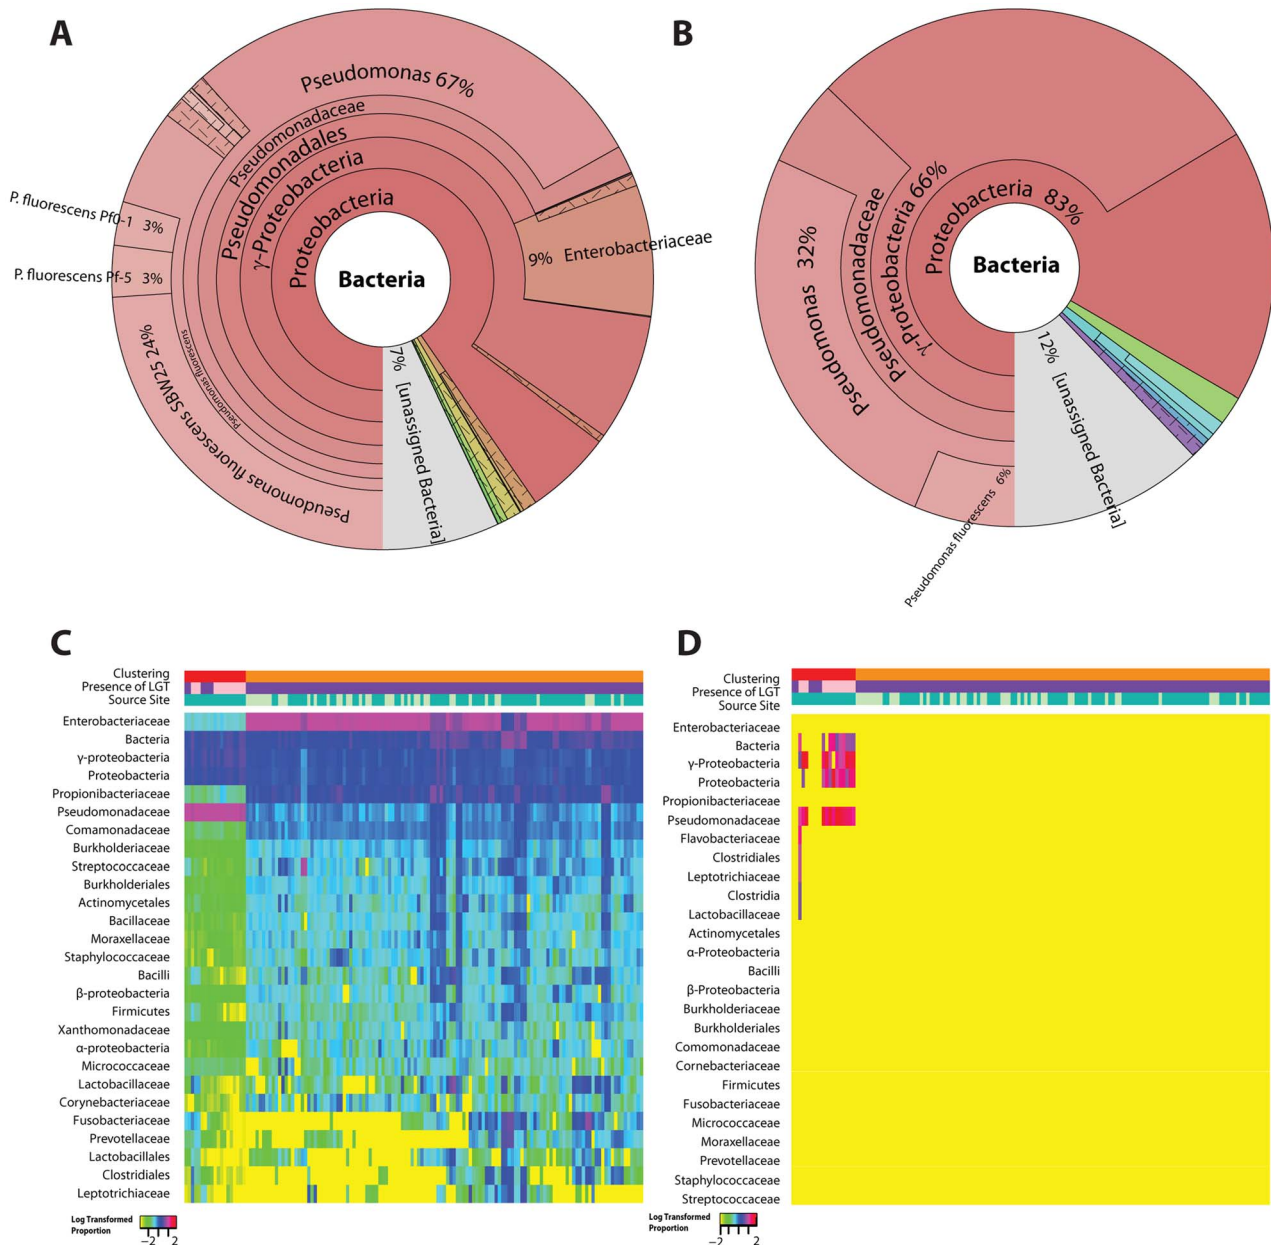 A
Pseudomonas 67%
Pseudomonadaceae
Pseudomonadales
γ-Proteobacteria
Proteobacteria
Bacteria
P. fluorescens Pf0-1 3%
P. fluorescens Pf-5 3%
Pseudomonas fluorescens SBW25 24%
Pseudomonas fluorescens
9% Enterobacteriaceae
7% [unassigned Bacteria]
B
Proteobacteria 83%
γ-Proteobacteria 66%
Pseudomonadaceae
Pseudomonas 32%
Bacteria
Pseudomonas fluorescens 6%
12% [unassigned Bacteria]
C
Clustering
Presence of LGT
Source Site
Enterobacteriaceae
Bacteria
γ-proteobacteria
Proteobacteria
Propionibacteriaceae
Pseudomonadaceae
Comamonadaceae
Burkholderiaceae
Streptococcaceae
Burkholderiales
Actinomycetales
Bacillaceae
Moraxellaceae
Staphylococcaceae
Bacilli
β-proteobacteria
Firmicutes
Xanthomonadaceae
α-proteobacteria
Micrococcaceae
Lactobacillaceae
Corynebacteriaceae
Fusobacteriaceae
Prevotellaceae
Lactobacillales
Clostridiales
Leptotrichiaceae
Log Transformed
Proportion
−2 2
D
Clustering
Presence of LGT
Source Site
Enterobacteriaceae
Bacteria
γ-Proteobacteria
Proteobacteria
Propionibacteriaceae
Pseudomonadaceae
Flavobacteriaceae
Clostridiales
Leptotrichiaceae
Clostridia
Lactobacillaceae
Actinomycetales
α-Proteobacteria
Bacilli
β-Proteobacteria
Burkholderiaceae
Burkholderiales
Comomonadaceae
Cornebacteriaceae
Firmicutes
Fusobacteriaceae
Micrococcaceae
Moraxellaceae
Prevotellaceae
Staphylococcaceae
Streptococcaceae
Log Transformed
Proportion
−2 2